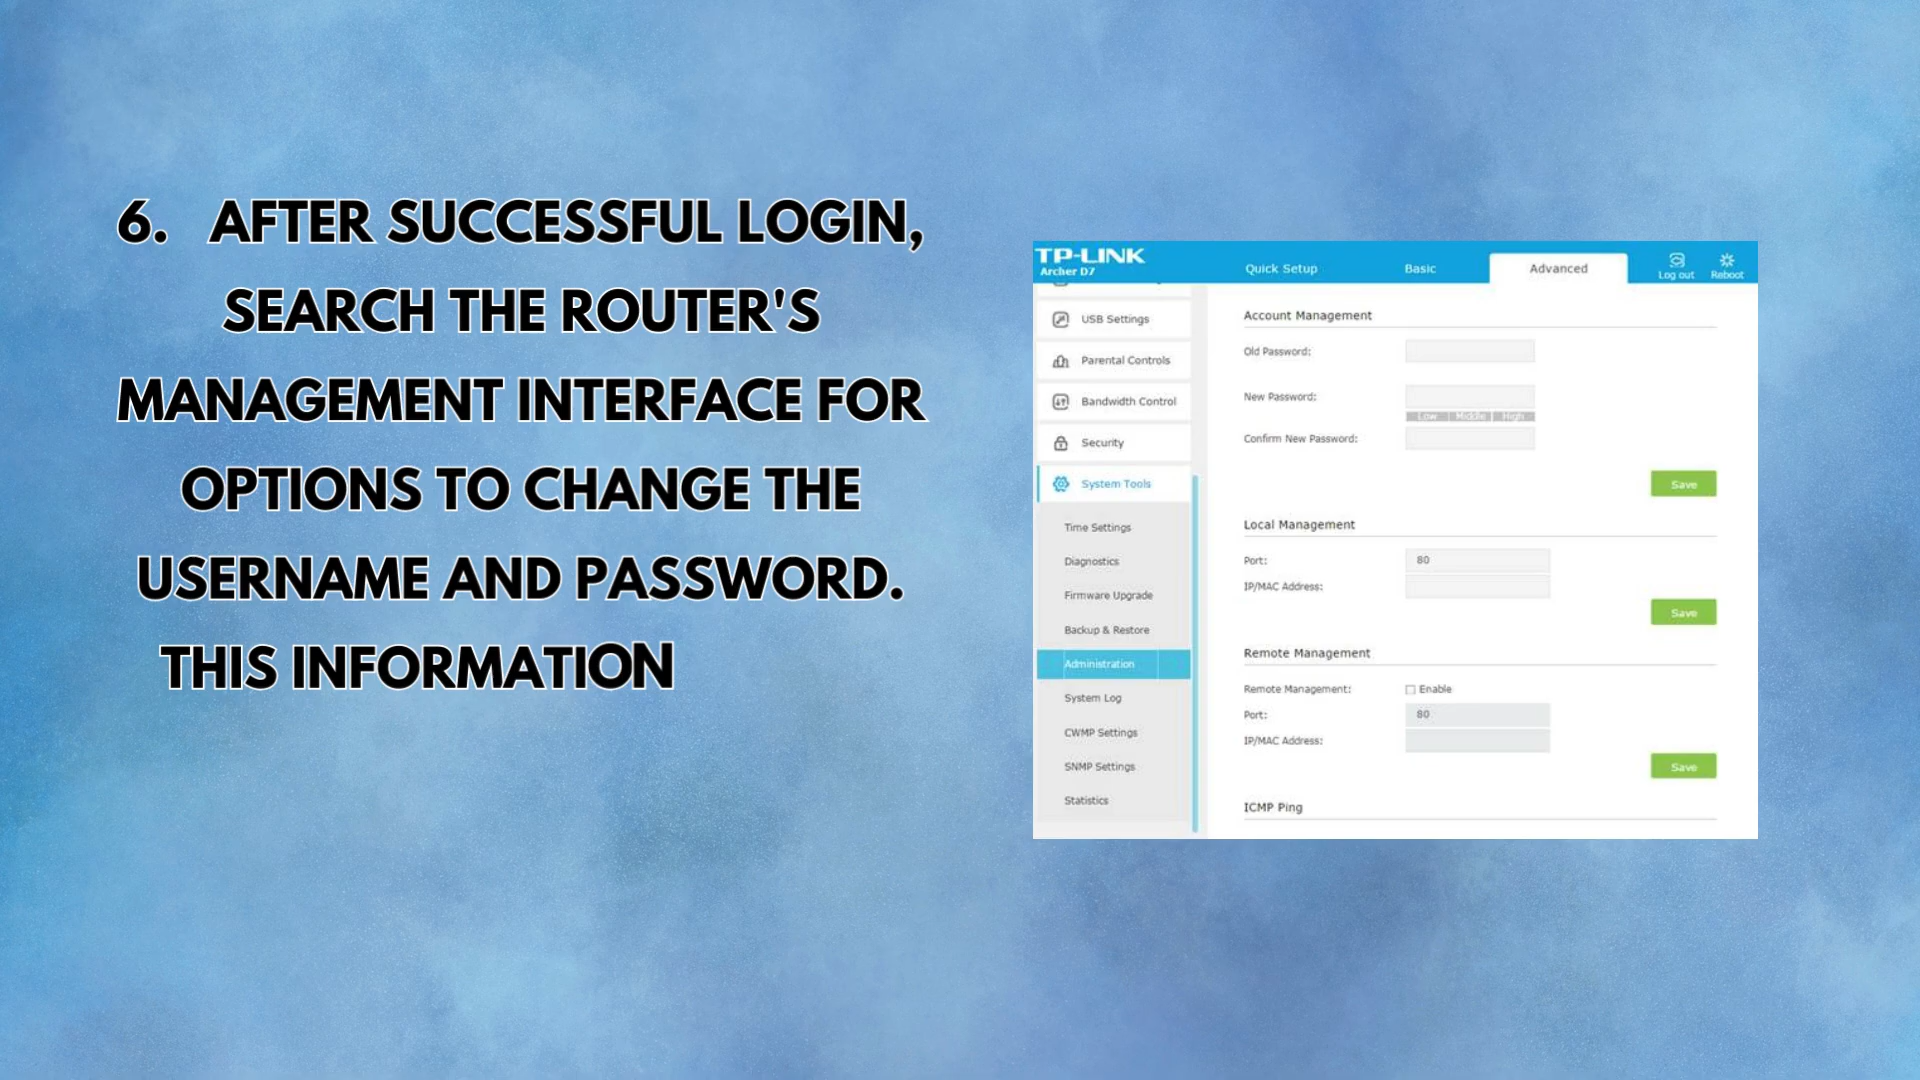 6. AFTER SUCCESSFUL LOGIN,
SEARCH THE ROUTER'S
MANAGEMENT INTERFACE FOR
OPTIONS TO CHANGE THE
USERNAME AND PASSWORD.
THIS INFORMATION
TP-LINK
Archer D7
Quick Setup
Basic
Advanced
Log out
Reboot
USB Settings
Parental Controls
Bandwidth Control
Security
System Tools
Time Settings
Diagnostics
Firmware Upgrade
Backup & Restore
Administration
System Log
CWMP Settings
SNMP Settings
Statistics
Account Management
Old Password:
New Password:
Low Middle High
Confirm New Password:
Save
Local Management
Port: 80
IP/MAC Address:
Save
Remote Management
Remote Management: Enable
Port: 80
IP/MAC Address:
Save
ICMP Ping